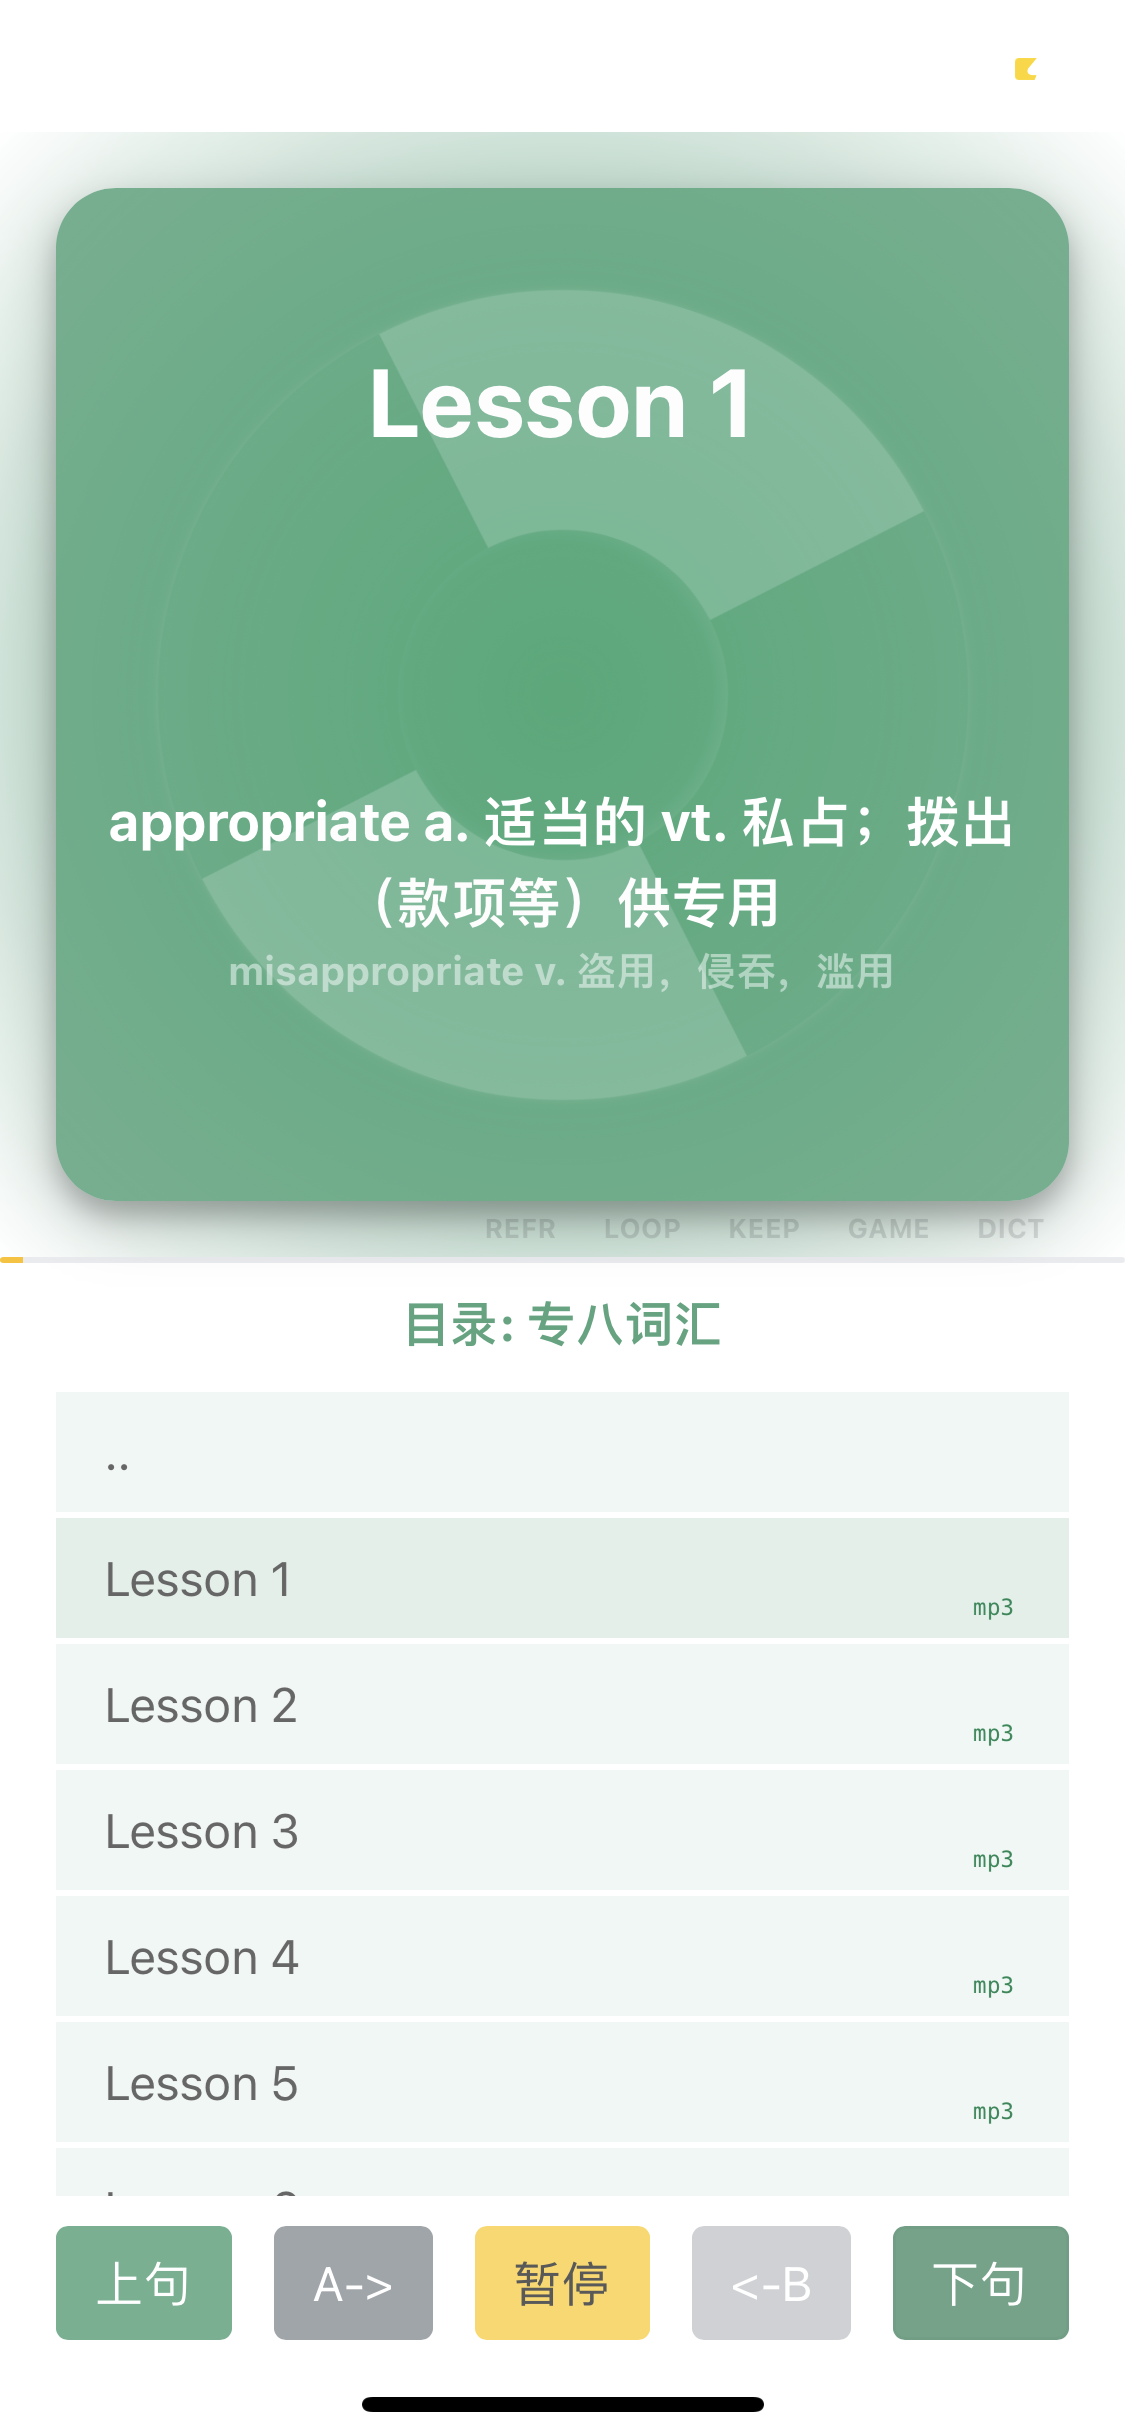 Lesson 1
appropriate a. 适当的 vt. 私占；拨出
（款项等）供专用
misappropriate v. 盗用，侵吞，滥用
REFR LOOP KEEP GAME DICT
目录: 专八词汇
..
Lesson 1
mp3
Lesson 2
mp3
Lesson 3
mp3
Lesson 4
mp3
Lesson 5
mp3
上句 A-> 暂停 <-B 下句